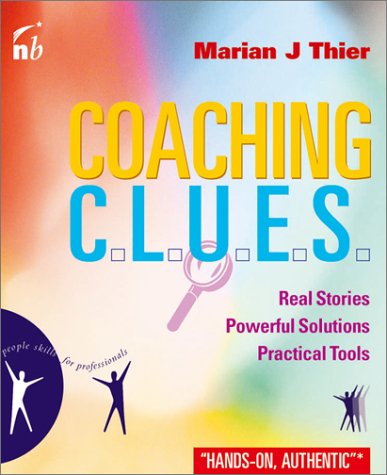 nb
Marian J Thier
COACHING
C.L.U.E.S.
Real Stories
Powerful Solutions
Practical Tools
people skills for professionals
"HANDS-ON, AUTHENTIC"*